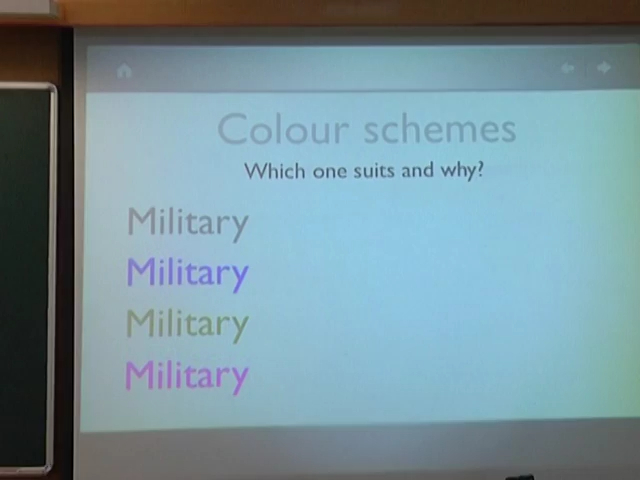 Colour schemes
Which one suits and why?
Military
Military
Military
Military